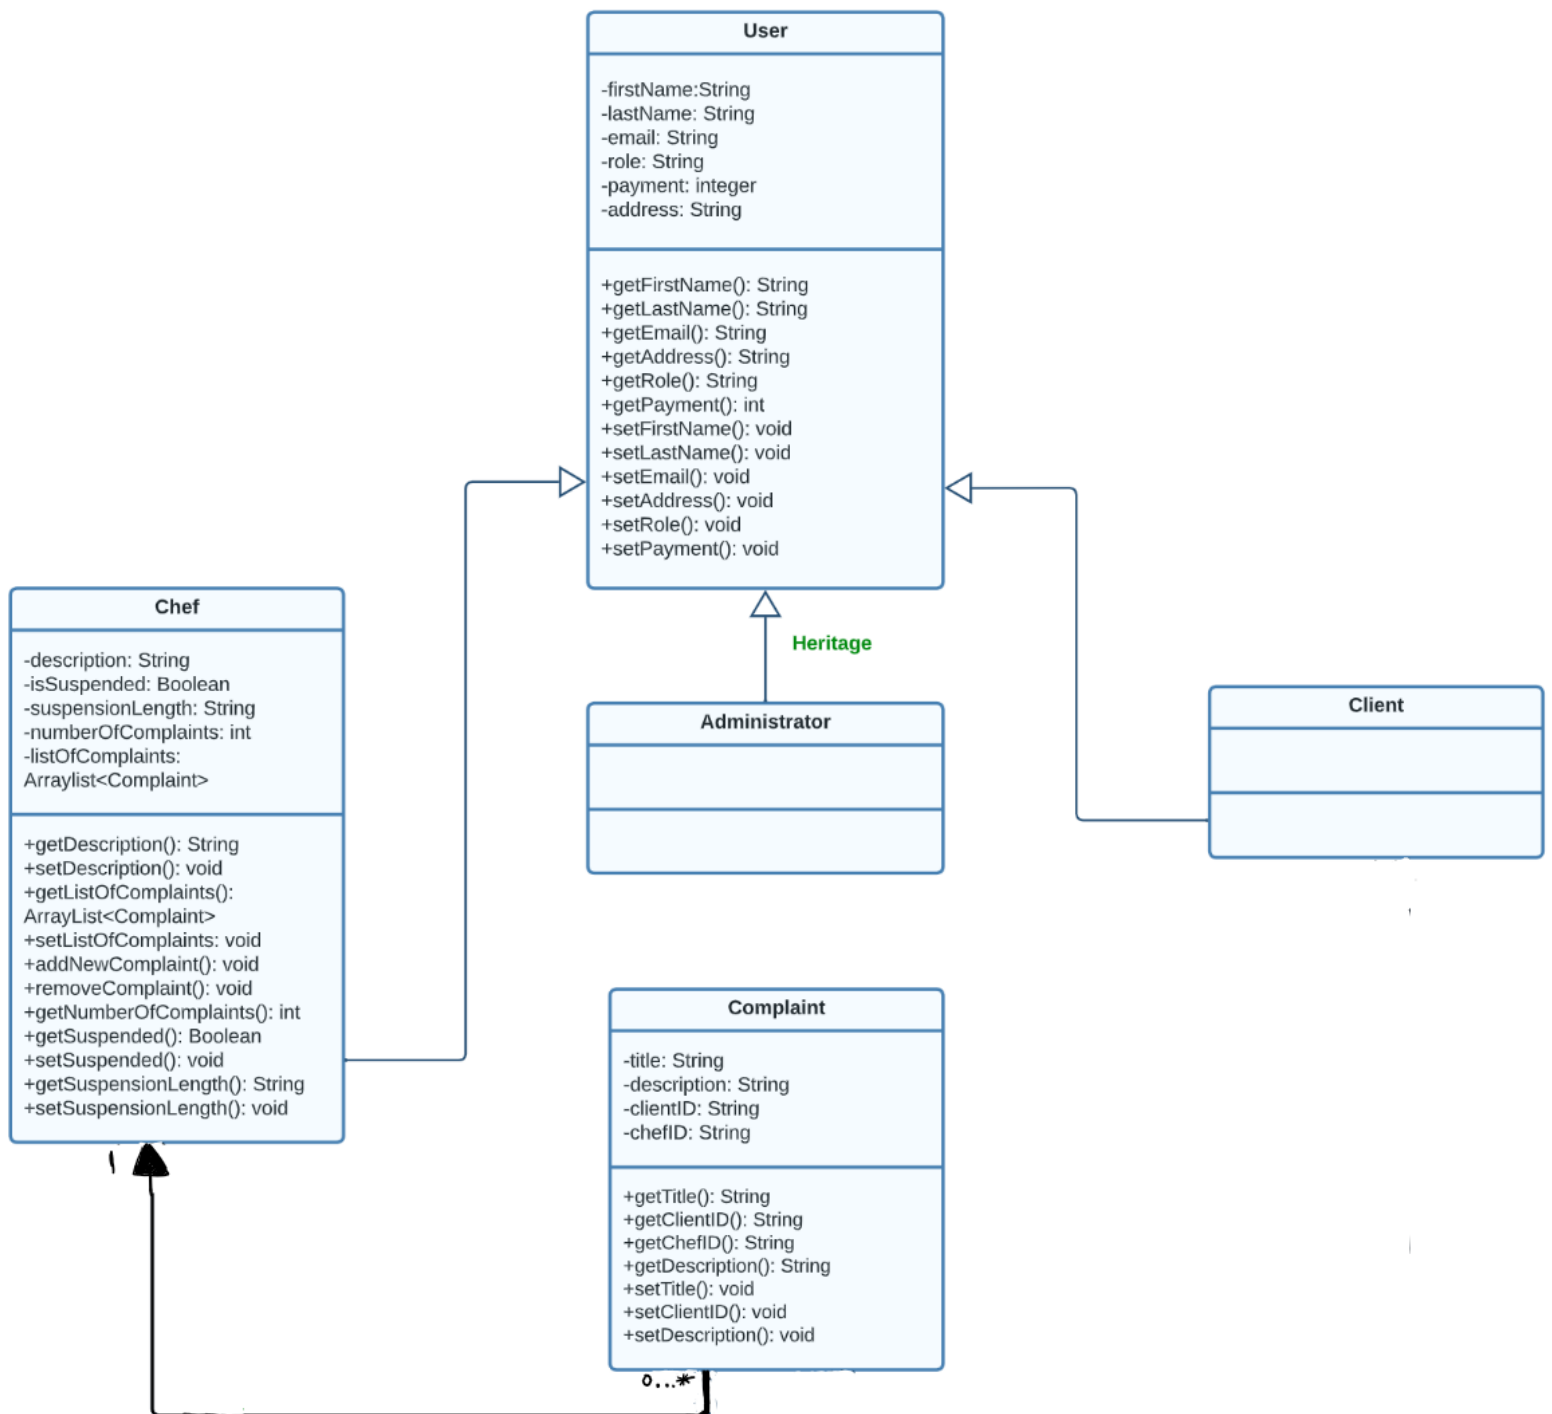 User
-firstName:String
-lastName: String
-email: String
-role: String
-payment: integer
-address: String
+getFirstName(): String
+getLastName(): String
+getEmail(): String
+getAddress(): String
+getRole(): String
+getPayment(): int
+setFirstName(): void
+setLastName(): void
+setEmail(): void
+setAddress(): void
+setRole(): void
+setPayment(): void
Heritage
Chef
-description: String
-isSuspended: Boolean
-suspensionLength: String
-numberOfComplaints: int
-listOfComplaints:
Arraylist<Complaint>
+getDescription(): String
+setDescription(): void
+getListOfComplaints():
ArrayList<Complaint>
+setListOfComplaints: void
+addNewComplaint(): void
+removeComplaint(): void
+getNumberOfComplaints(): int
+getSuspended(): Boolean
+setSuspended(): void
+getSuspensionLength(): String
+setSuspensionLength(): void
1
Administrator
Client
Complaint
-title: String
-description: String
-clientID: String
-chefID: String
+getTitle(): String
+getClientID(): String
+getChefID(): String
+getDescription(): String
+setTitle(): void
+setClientID(): void
+setDescription(): void
0...*